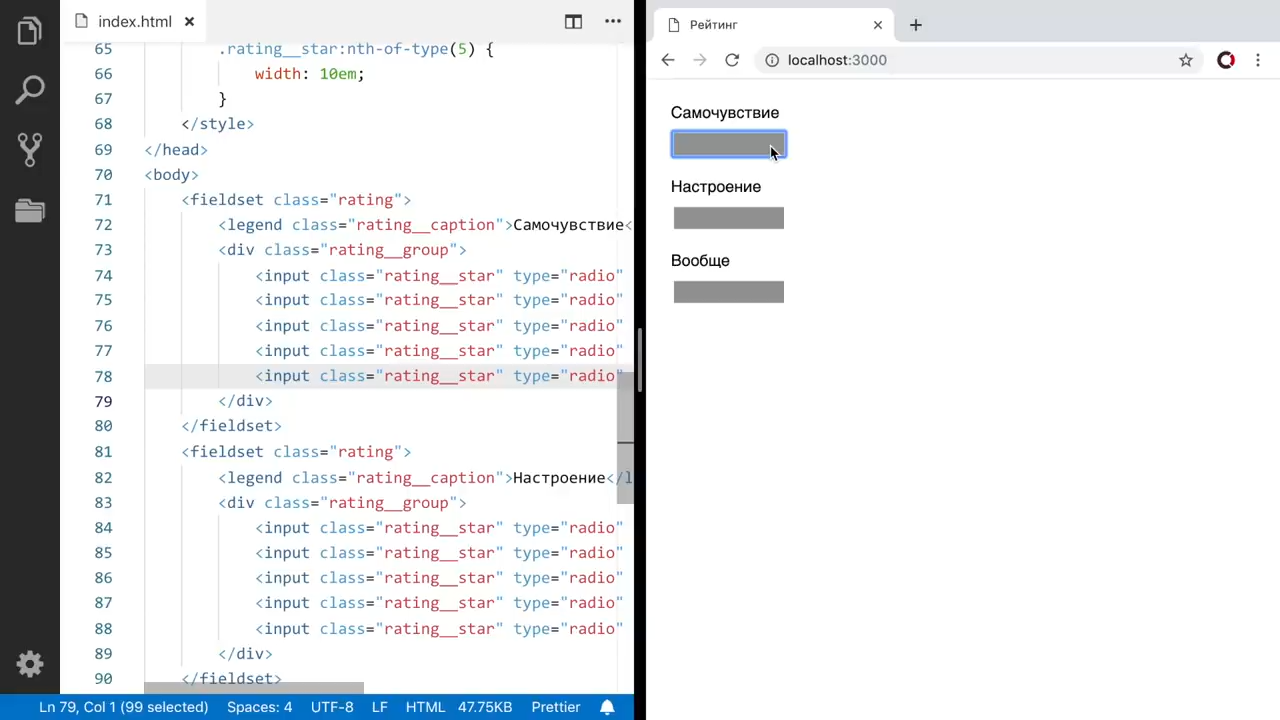 index.html
65 .rating__star:nth-of-type(5) {
66 width: 10em;
67 }
68 </style>
69 </head>
70 <body>
71 <fieldset class="rating">
72 <legend class="rating__caption">Самочувствие<
73 <div class="rating__group">
74 <input class="rating__star" type="radio"
75 <input class="rating__star" type="radio"
76 <input class="rating__star" type="radio"
77 <input class="rating__star" type="radio"
78 <input class="rating__star" type="radio"
79 </div>
80 </fieldset>
81 <fieldset class="rating">
82 <legend class="rating__caption">Настроение</l
83 <div class="rating__group">
84 <input class="rating__star" type="radio"
85 <input class="rating__star" type="radio"
86 <input class="rating__star" type="radio"
87 <input class="rating__star" type="radio"
88 <input class="rating__star" type="radio"
89 </div>
90 </fieldset>
Ln 79, Col 1 (99 selected) Spaces: 4 UTF-8 LF HTML 47.75KB Prettier
Рейтинг
localhost:3000
Самочувствие
Настроение
Вообще